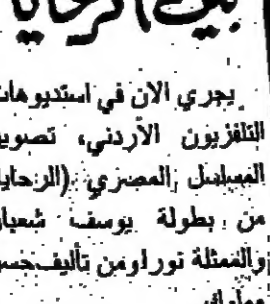 يجري الان في استديوهات
التلفزيون الأردني، تصوير
المسلسل المصري (الرحايا
من بطولة يوسف شعبان
والممثلة نورا ومن تأليف